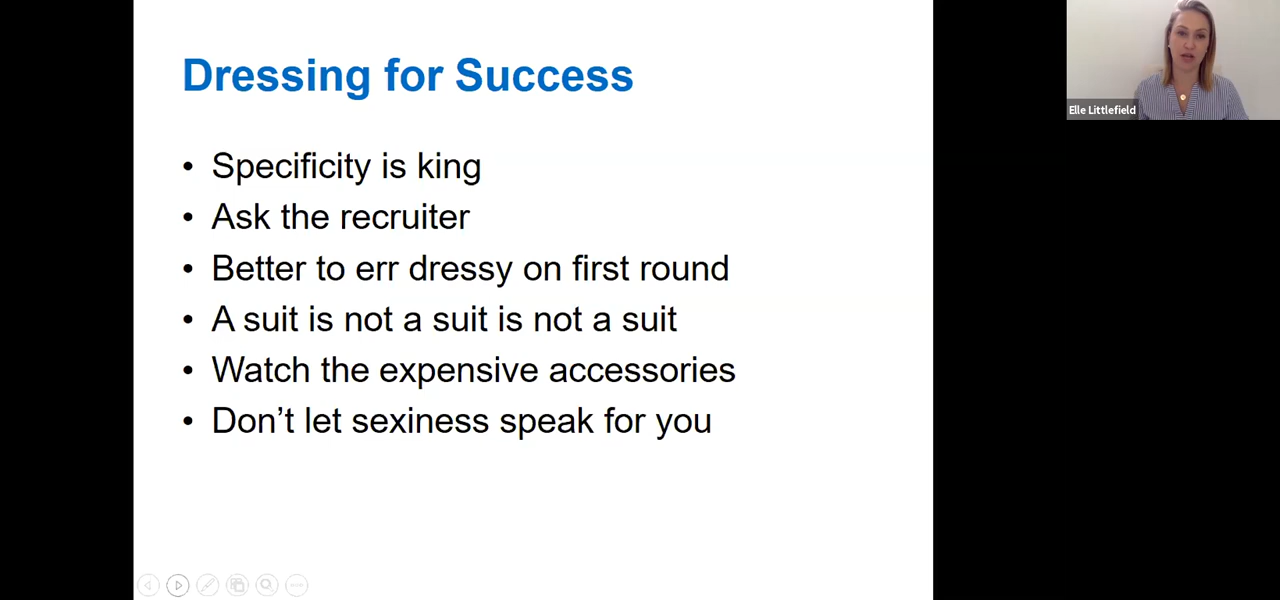 Dressing for Success
• Specificity is king
• Ask the recruiter
• Better to err dressy on first round
• A suit is not a suit is not a suit
• Watch the expensive accessories
• Don’t let sexiness speak for you
Elle Littlefield